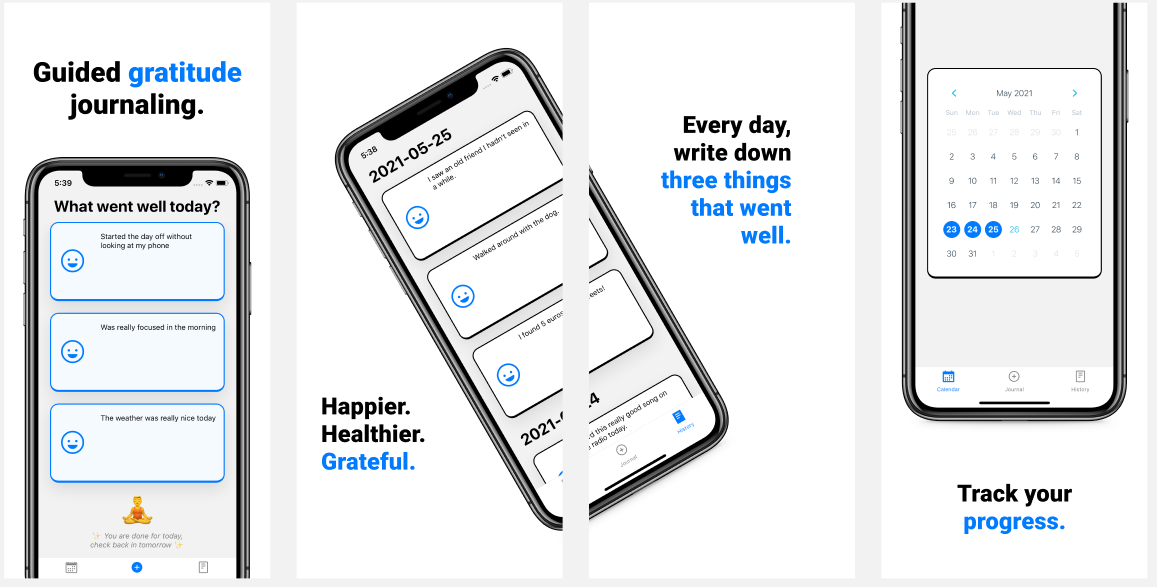 Guided gratitude
journaling.
5:39
What went well today?
Started the day off without
looking at my phone
Was really focused in the morning
The weather was really nice today
✨ You are done for today,
check back in tomorrow ✨
5:38
2021-05-25
I saw an old friend I hadn't seen in
a while.
Walked around with the dog.
I found 5 euros
Happier.
Healthier.
Grateful.
Every day,
write down
three things
that went
well.
this really good song on
radio today.
Journal
History
May 2021
Sun Mon Tue Wed Thu Fri Sat
25 26 27 28 29 30 1
2 3 4 5 6 7 8
9 10 11 12 13 14 15
16 17 18 19 20 21 22
23 24 25 26 27 28 29
30 31 1 2 3 4 5
Calendar
Journal
History
Track your
progress.